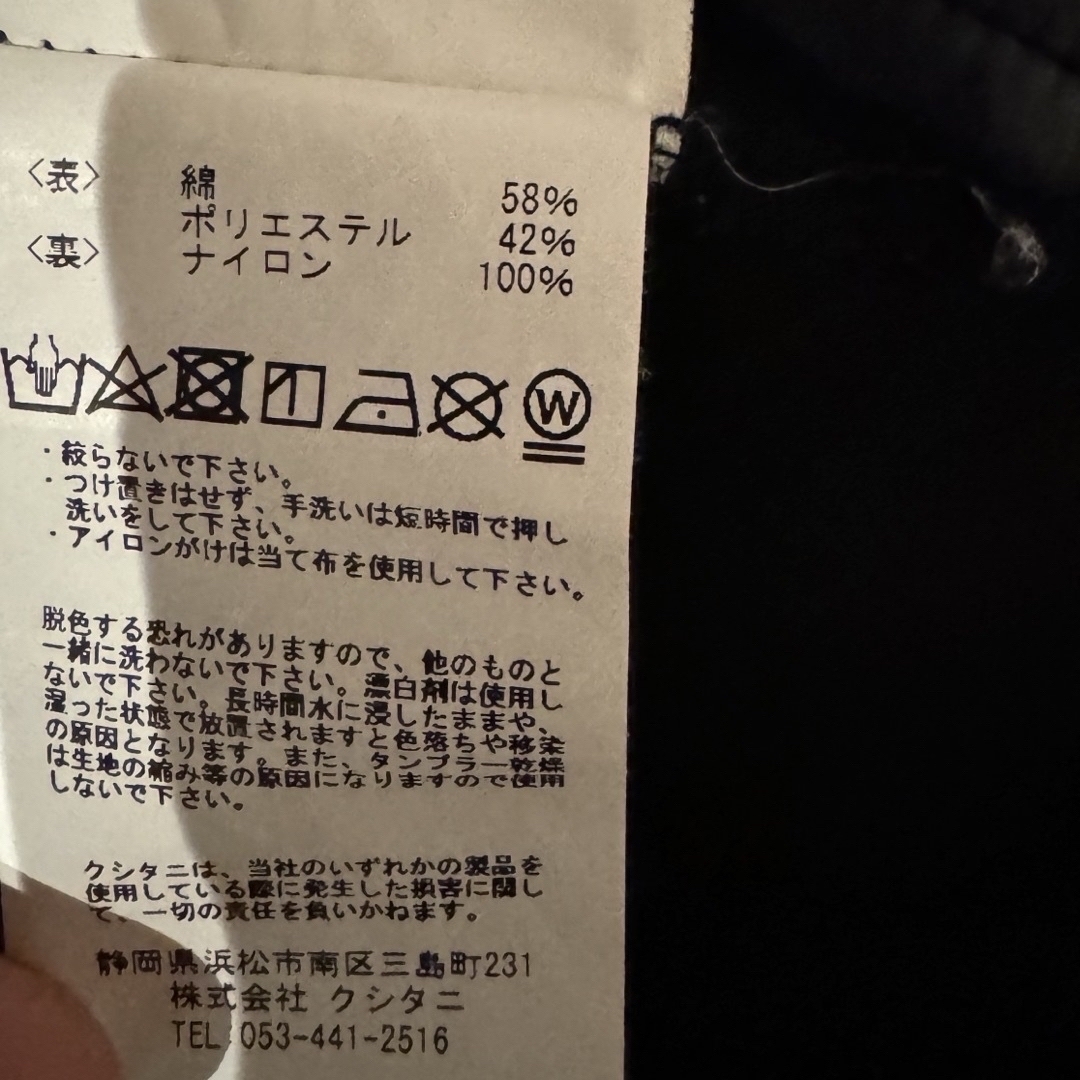 〈表〉 綿 58%
ポリエステル 42%
〈裏〉 ナイロン 100%
W
・絞らないで下さい。
・つけ置きはせず、手洗いは短時間で押し
洗いをして下さい。
・アイロンがけは当て布を使用して下さい。
脱色する恐れがありますので、他のものと
一緒に洗わないで下さい。漂白剤は使用し
ないで下さい。長時間水に浸したままや、
湿った状態で放置されますと色落ちや移染
の原因となります。また、タンブラー乾燥
は生地の縮み等の原因になりますので使用
しないで下さい。
クシタニは、当社のいずれかの製品を
使用している際に発生した損害に関し
て、一切の責任を負いかねます。
静岡県浜松市南区三島町231
株式会社 クシタニ
TEL 053-441-2516